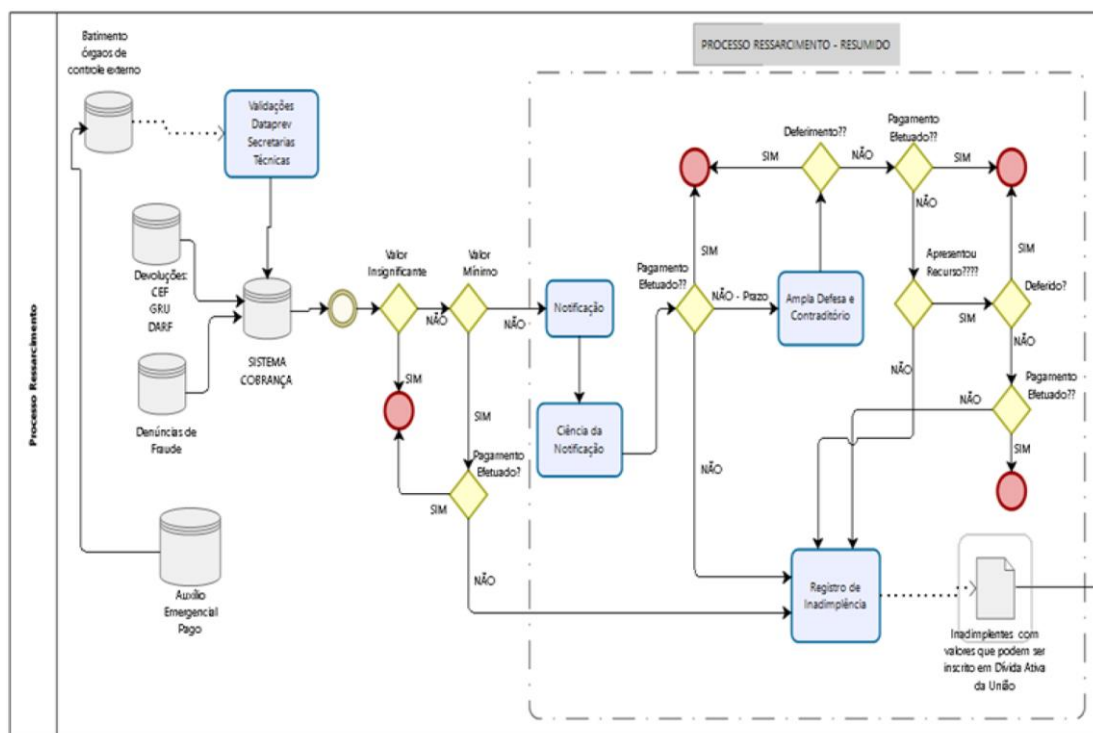 PROCESSO RESSARCIMENTO - RESUMIDO
Processo Ressarcimento
Batimento
órgaos de
controle externo
Validações
Dataprev
Secretarias
Técnicas
Devoluções:
CEF
GRU
DARF
Denúncias de
Fraude
SISTEMA
COBRANÇA
Auxílio
Emergencial
Pago
Valor
Insignificante
NÃO
SIM
Valor
Mínimo
NÃO
SIM
Pagamento
Efetuado?
SIM
NÃO
Notificação
Ciência da
Notificação
Pagamento
Efetuado??
SIM
NÃO - Prazo
NÃO
Ampla Defesa e
Contraditório
Deferimento??
SIM
NÃO
Pagamento
Efetuado??
SIM
NÃO
Apresentou
Recurso????
SIM
NÃO
Deferido?
SIM
NÃO
Pagamento
Efetuado??
NÃO
SIM
Registro de
Inadimplência
Inadimplentes com
valores que podem ser
inscrito em Dívida Ativa
da União